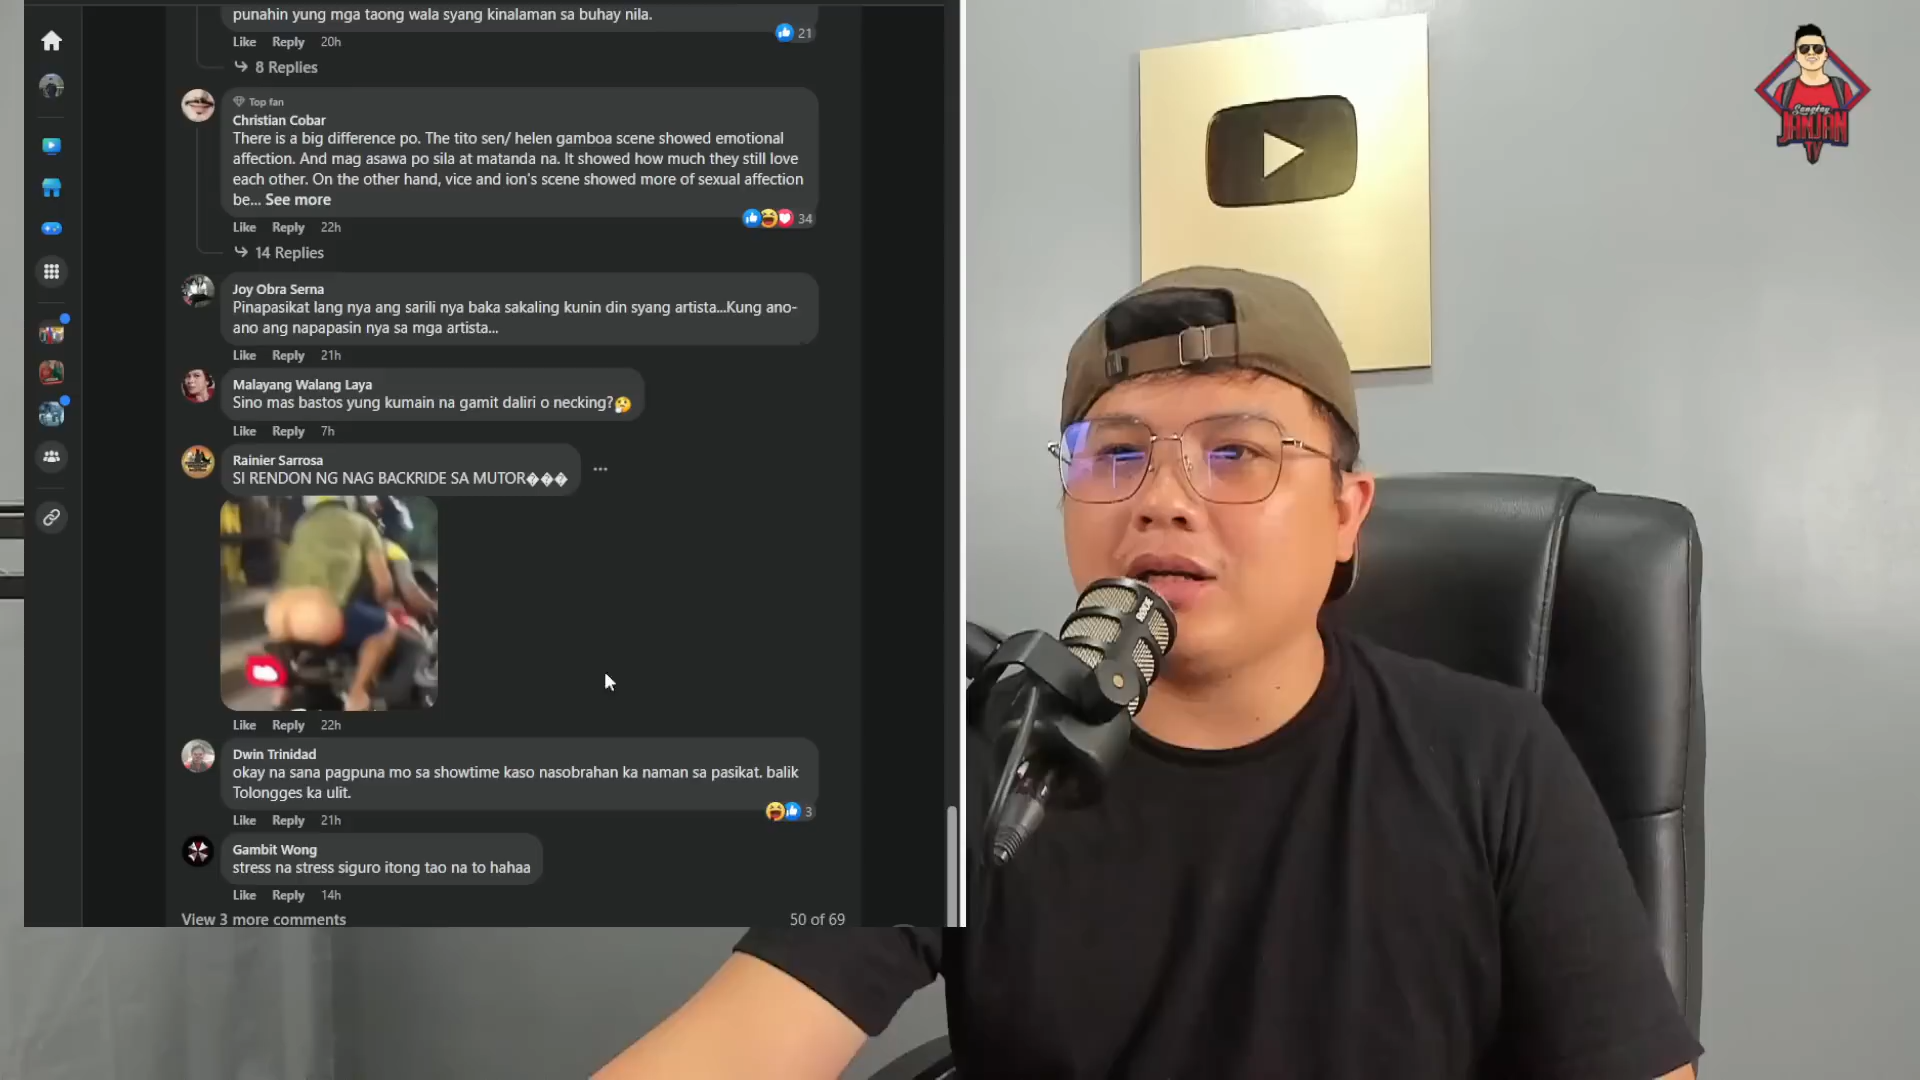 punahin yung mga taong wala syang kinalaman sa buhay nila.
21
Like Reply 20h
8 Replies
Top fan
Christian Cobar
There is a big difference po. The tito sen/ helen gamboa scene showed emotional
affection. And mag asawa po sila at matanda na. It showed how much they still love
each other. On the other hand, vice and ion's scene showed more of sexual affection
be... See more
34
Like Reply 22h
14 Replies
Joy Obra Serna
Pinapasikat lang nya ang sarili nya baka sakaling kunin din syang artista...Kung ano-
ano ang napapasin nya sa mga artista...
Like Reply 21h
Malayang Walang Laya
Sino mas bastos yung kumain na gamit daliri o necking?🤔
Like Reply 7h
Rainier Sarrosa
SI RENDON NG NAG BACKRIDE SA MUTOR���
Like Reply 22h
Dwin Trinidad
okay na sana pagpuna mo sa showtime kaso nasobrahan ka naman sa pasikat. balik
Tolongges ka ulit.
3
Like Reply 21h
Gambit Wong
stress na stress siguro itong tao na to hahaa
Like Reply 14h
View 3 more comments 50 of 69
Sangkay
JANJAN
TV
RODE